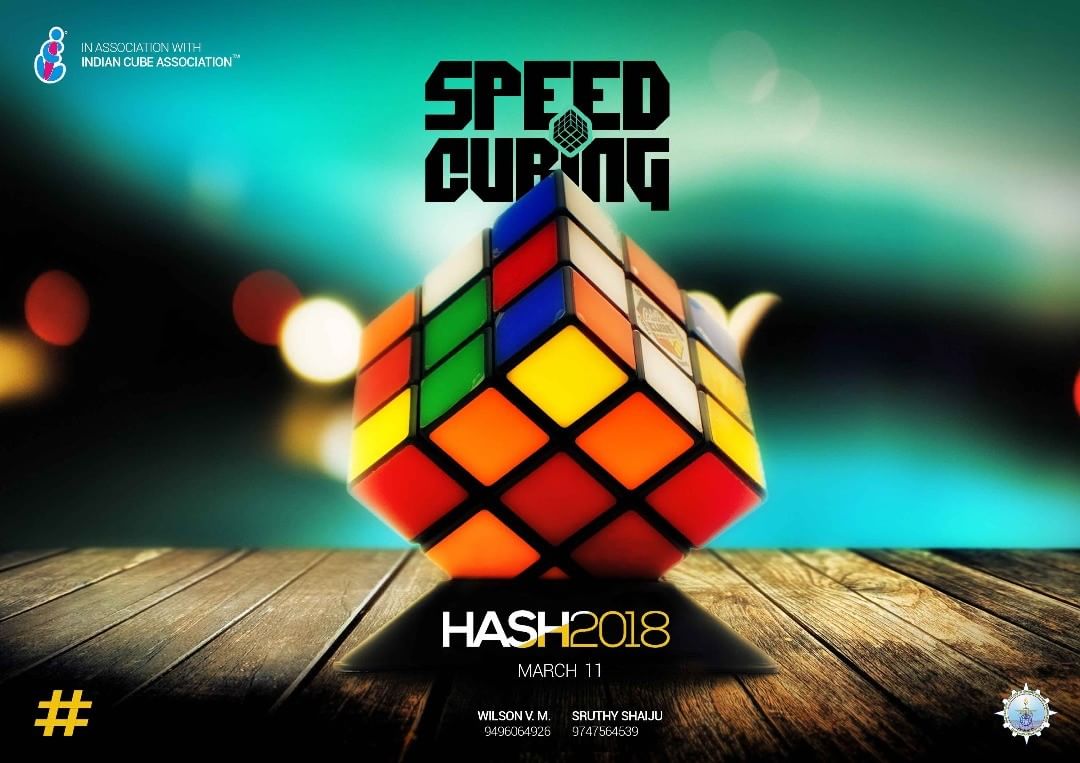 IN ASSOCIATION WITH
INDIAN CUBE ASSOCIATION™
SPEED
CUBING
HASH2018
MARCH 11
#
WILSON V. M. SRUTHY SHAIJU
9496064926 9747564539